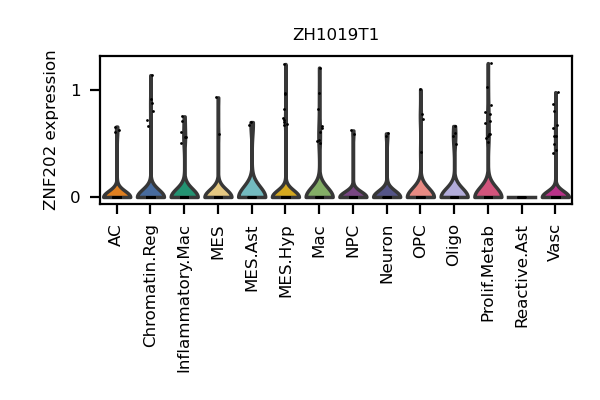 ZH1019T1
ZNF202 expression
1
0
AC
Chromatin.Reg
Inflammatory.Mac
MES
MES.Ast
MES.Hyp
Mac
NPC
Neuron
OPC
Oligo
Prolif.Metab
Reactive.Ast
Vasc